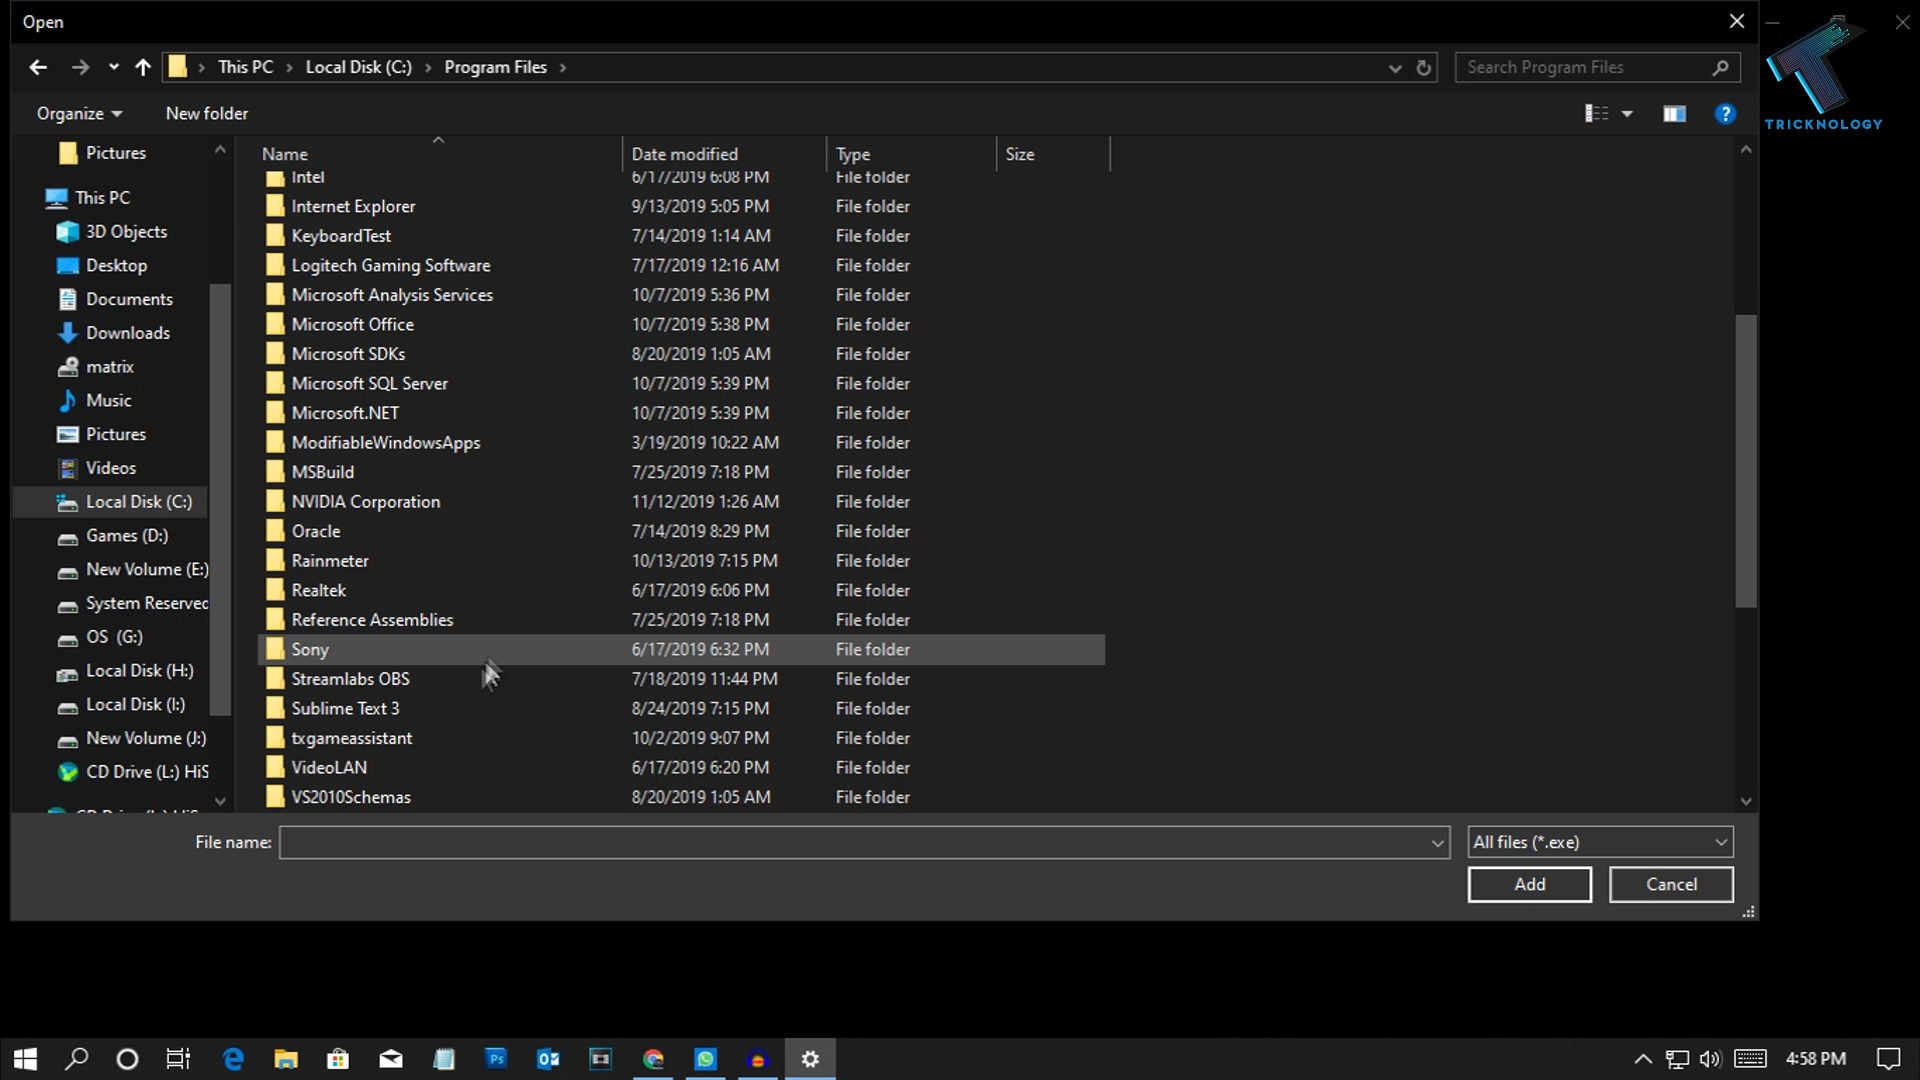 Open
This PC
Local Disk (C:)
Program Files
Search Program Files
TRICKNOLOGY
Organize
New folder
Name
Date modified
Type
Size
Pictures
This PC
3D Objects
Desktop
Documents
Downloads
matrix
Music
Pictures
Videos
Local Disk (C:)
Games (D:)
New Volume (E:)
System Reserved
OS (G:)
Local Disk (H:)
Local Disk (I:)
New Volume (J:)
CD Drive (L:) HiS
Intel 6/17/2019 6:08 PM File folder
Internet Explorer 9/13/2019 5:05 PM File folder
KeyboardTest 7/14/2019 1:14 AM File folder
Logitech Gaming Software 7/17/2019 12:16 AM File folder
Microsoft Analysis Services 10/7/2019 5:36 PM File folder
Microsoft Office 10/7/2019 5:38 PM File folder
Microsoft SDKs 8/20/2019 1:05 AM File folder
Microsoft SQL Server 10/7/2019 5:39 PM File folder
Microsoft.NET 10/7/2019 5:39 PM File folder
ModifiableWindowsApps 3/19/2019 10:22 AM File folder
MSBuild 7/25/2019 7:18 PM File folder
NVIDIA Corporation 11/12/2019 1:26 AM File folder
Oracle 7/14/2019 8:29 PM File folder
Rainmeter 10/13/2019 7:15 PM File folder
Realtek 6/17/2019 6:06 PM File folder
Reference Assemblies 7/25/2019 7:18 PM File folder
Sony 6/17/2019 6:32 PM File folder
Streamlabs OBS 7/18/2019 11:44 PM File folder
Sublime Text 3 8/24/2019 7:15 PM File folder
txgameassistant 10/2/2019 9:07 PM File folder
VideoLAN 6/17/2019 6:20 PM File folder
VS2010Schemas 8/20/2019 1:05 AM File folder
File name:
All files (*.exe)
Add
Cancel
Ps
4:58 PM